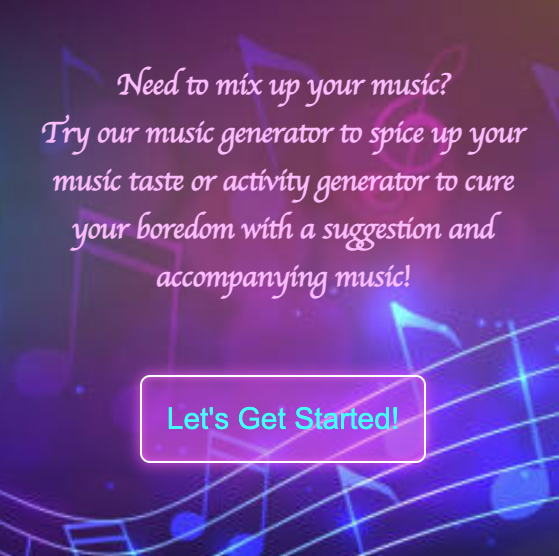 Need to mix up your music?
Try our music generator to spice up your
music taste or activity generator to cure
your boredom with a suggestion and
accompanying music!
Let's Get Started!